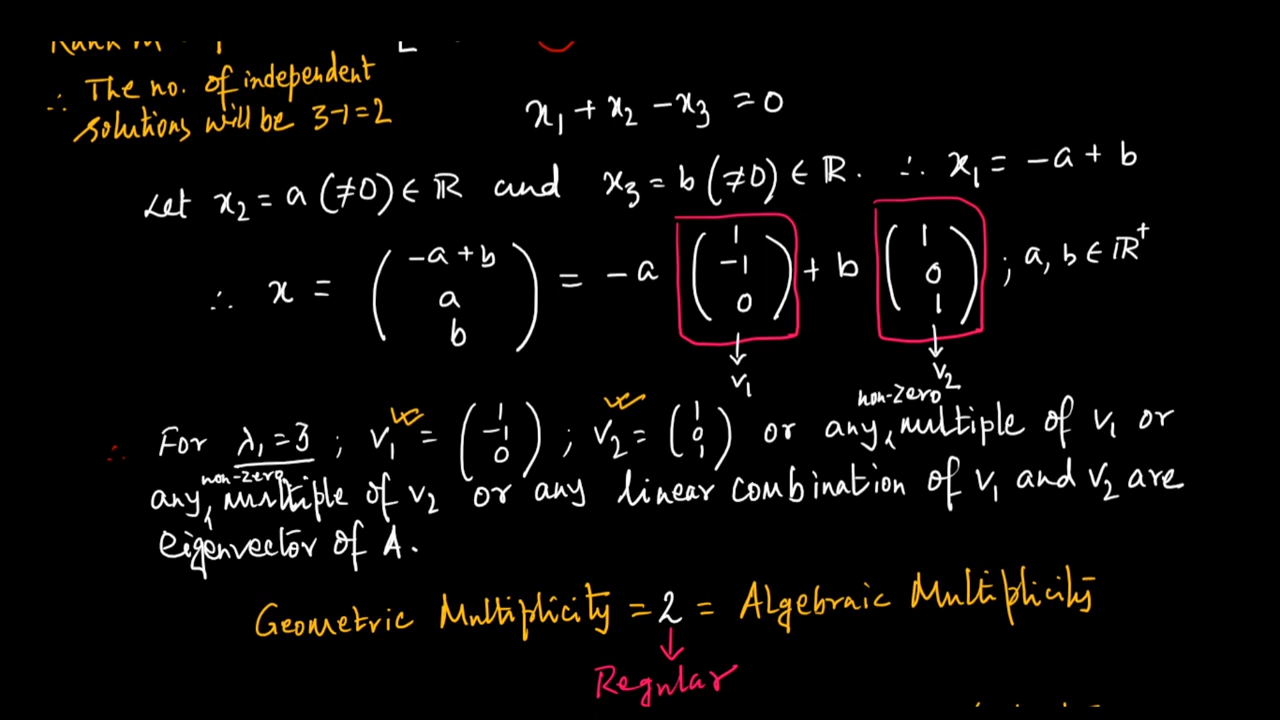 ∴ The no. of independent
solutions will be 3-1=2
x₁ + x₂ - x₃ = 0
Let x₂ = a (≠0) ∈ ℝ and x₃ = b (≠0) ∈ ℝ. ∴ x₁ = -a + b
∴ x = (-a + b, a, b) = -a (1, -1, 0) + b (1, 0, 1) ; a, b ∈ ℝ⁺
v₁ v₂
∴ For λ₁ = 3 ; v₁ = (1, -1, 0) ; v₂ = (1, 0, 1) or any non-zero multiple of v₁ or
any non-zero multiple of v₂ or any linear combination of v₁ and v₂ are
eigenvector of A.
Geometric Multiplicity = 2 = Algebraic Multiplicity
Regular